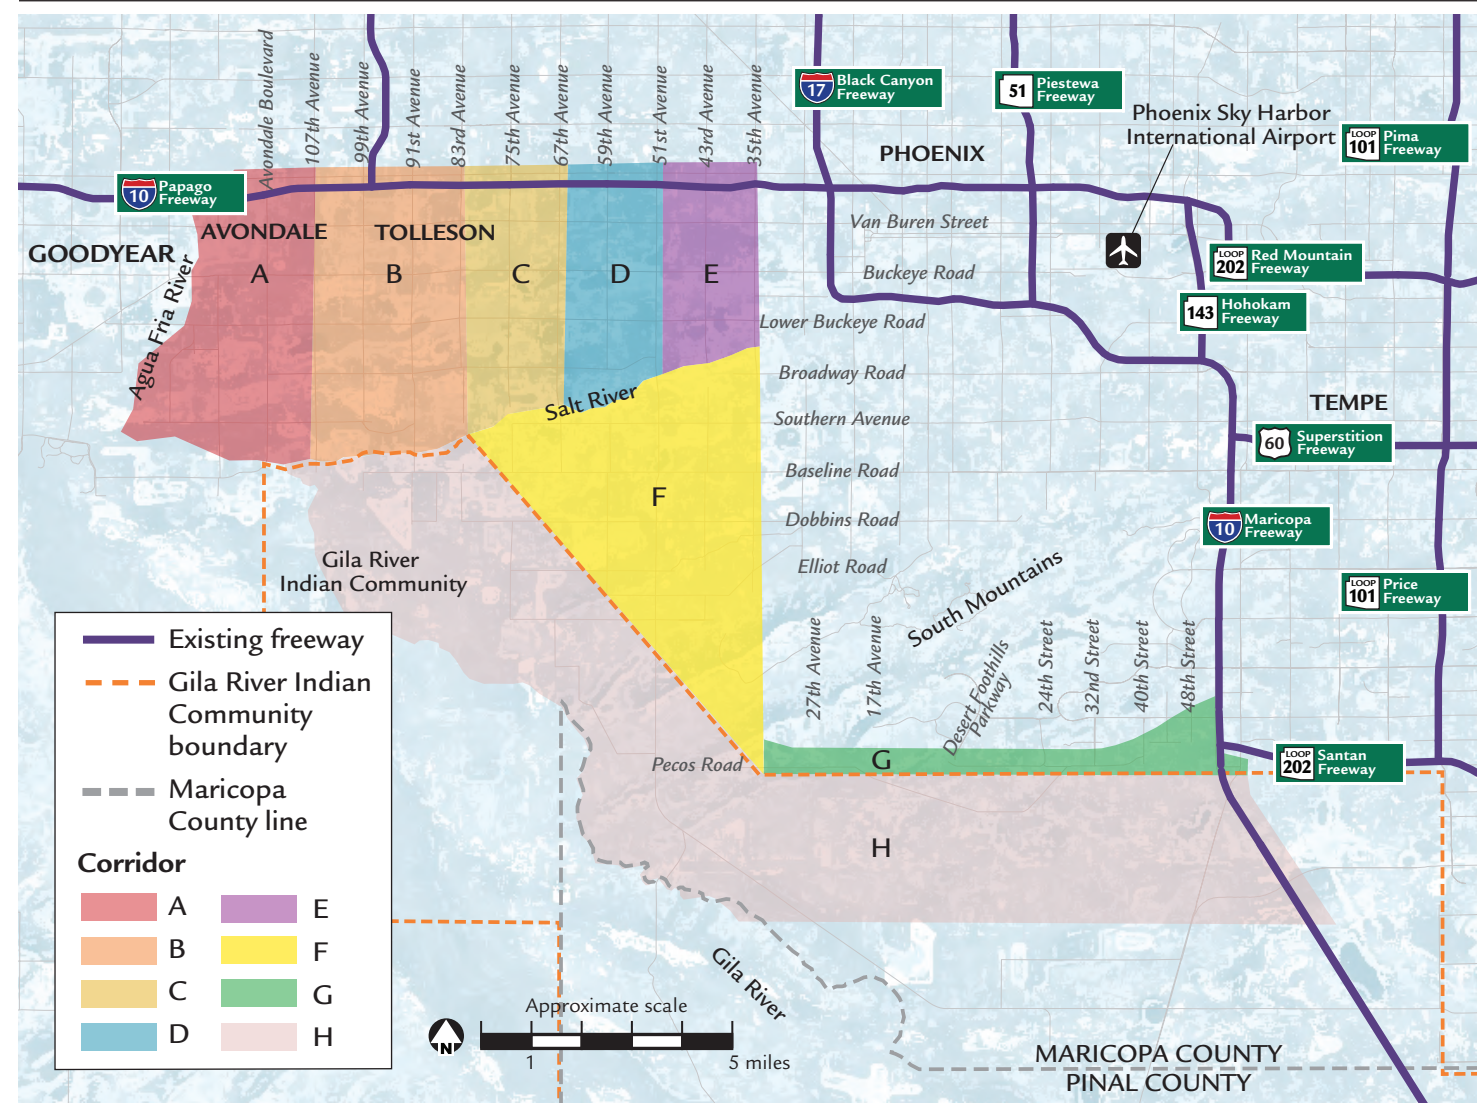 Avondale Boulevard
107th Avenue
99th Avenue
91st Avenue
83rd Avenue
75th Avenue
67th Avenue
59th Avenue
51st Avenue
43rd Avenue
35th Avenue
17
Black Canyon
Freeway
51
Piestewa
Freeway
Phoenix Sky Harbor
International Airport
LOOP
101
Pima
Freeway
PHOENIX
10
Papago
Freeway
GOODYEAR
AVONDALE
TOLLESON
A
B
C
D
E
Agua Fria River
Van Buren Street
Buckeye Road
LOOP
202
Red Mountain
Freeway
143
Hohokam
Freeway
Lower Buckeye Road
Broadway Road
Salt River
Southern Avenue
TEMPE
60
Superstition
Freeway
Baseline Road
F
Dobbins Road
10
Maricopa
Freeway
Elliot Road
Gila River
Indian Community
South Mountains
LOOP
101
Price
Freeway
27th Avenue
17th Avenue
Desert Foothills
Parkway
24th Street
32nd Street
40th Street
48th Street
Pecos Road
G
LOOP
202
Santan
Freeway
H
Existing freeway
Gila River Indian
Community
boundary
Maricopa
County line
Corridor
A
B
C
D
E
F
G
H
Gila River
Approximate scale
N
1
5 miles
MARICOPA COUNTY
PINAL COUNTY